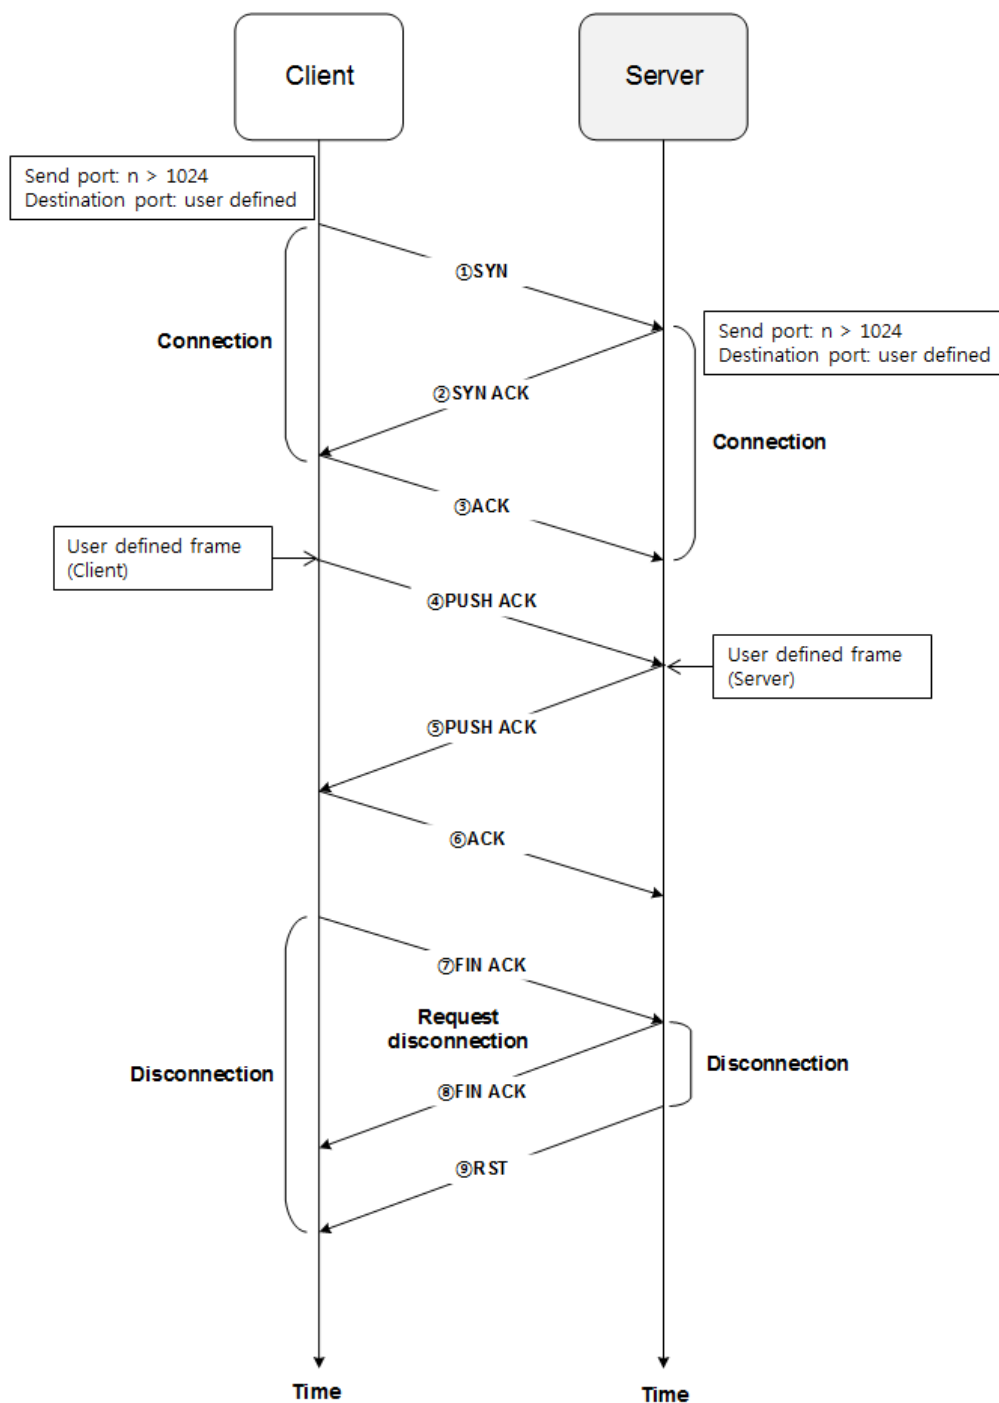 Client
Server
Send port: n > 1024
Destination port: user defined
①SYN
Connection
Send port: n > 1024
Destination port: user defined
②SYN ACK
Connection
③ACK
User defined frame
(Client)
④PUSH ACK
User defined frame
(Server)
⑤PUSH ACK
⑥ACK
⑦FIN ACK
Request
disconnection
Disconnection
Disconnection
⑧FIN ACK
⑨RST
Time
Time